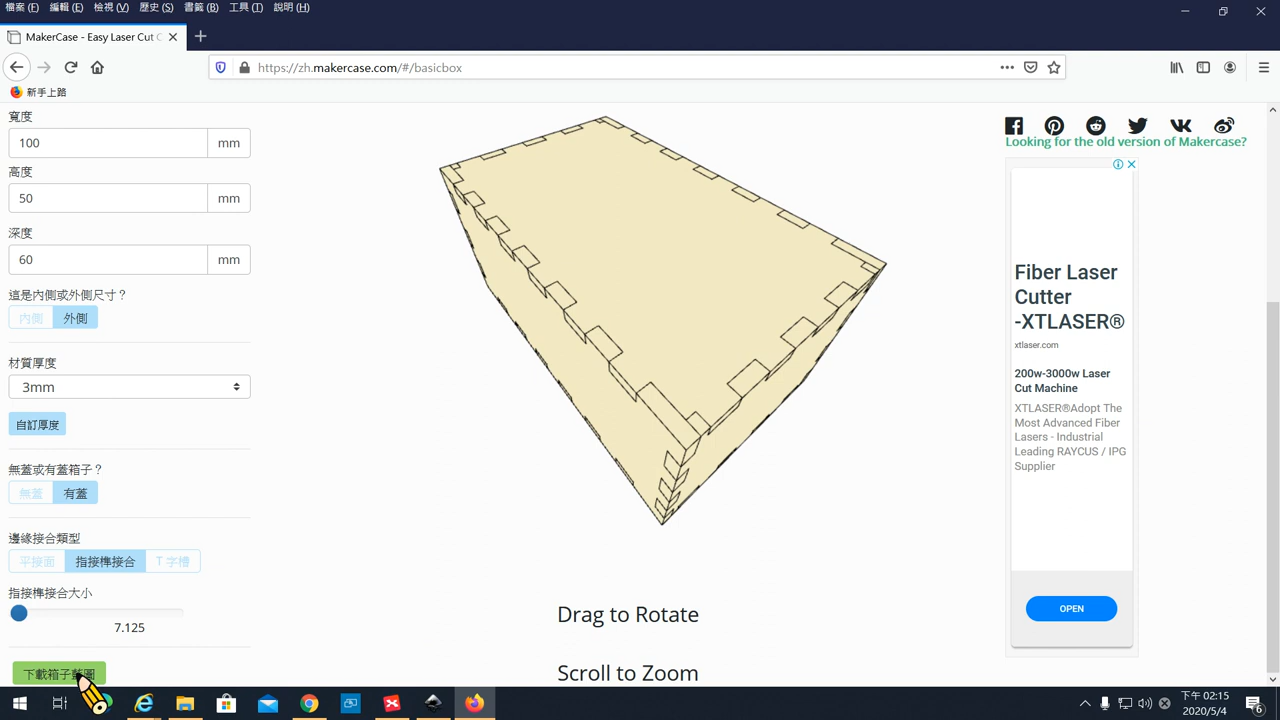 檔案 (F) 編輯 (E) 檢視 (V) 歷史 (S) 書籤 (B) 工具 (T) 說明 (H)
MakerCase - Easy Laser Cut C
https://zh.makercase.com/#/basicbox
新手上路
寬度
100 mm
高度
50 mm
深度
60 mm
這是內側或外側尺寸？
內側 外側
材質厚度
3mm
自訂厚度
無蓋或有蓋箱子？
無蓋 有蓋
邊緣接合類型
平接面 指接榫接合 T 字槽
指接榫接合大小
7.125
下載箱子藍圖
Drag to Rotate
Scroll to Zoom
Looking for the old version of Makercase?
Fiber Laser
Cutter
-XTLASER®
xtlaser.com
200w-3000w Laser
Cut Machine
XTLASER®Adopt The
Most Advanced Fiber
Lasers - Industrial
Leading RAYCUS / IPG
Supplier
OPEN
下午 02:15
2020/5/4
6